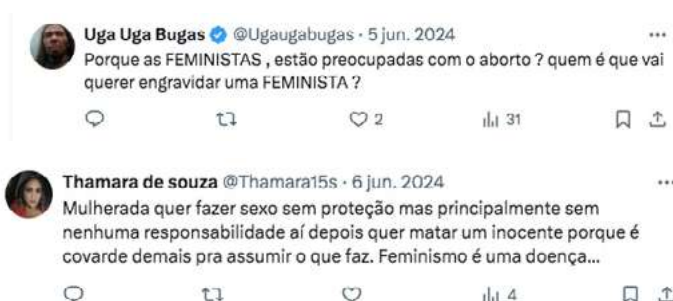 Uga Uga Bugas @Ugaugabugas · 5 jun. 2024
Porque as FEMINISTAS , estão preocupadas com o aborto ? quem é que vai
querer engravidar uma FEMINISTA ?
2 31
Thamara de souza @Thamara15s · 6 jun. 2024
Mulherada quer fazer sexo sem proteção mas principalmente sem
nenhuma responsabilidade aí depois quer matar um inocente porque é
covarde demais pra assumir o que faz. Feminismo é uma doença...
4